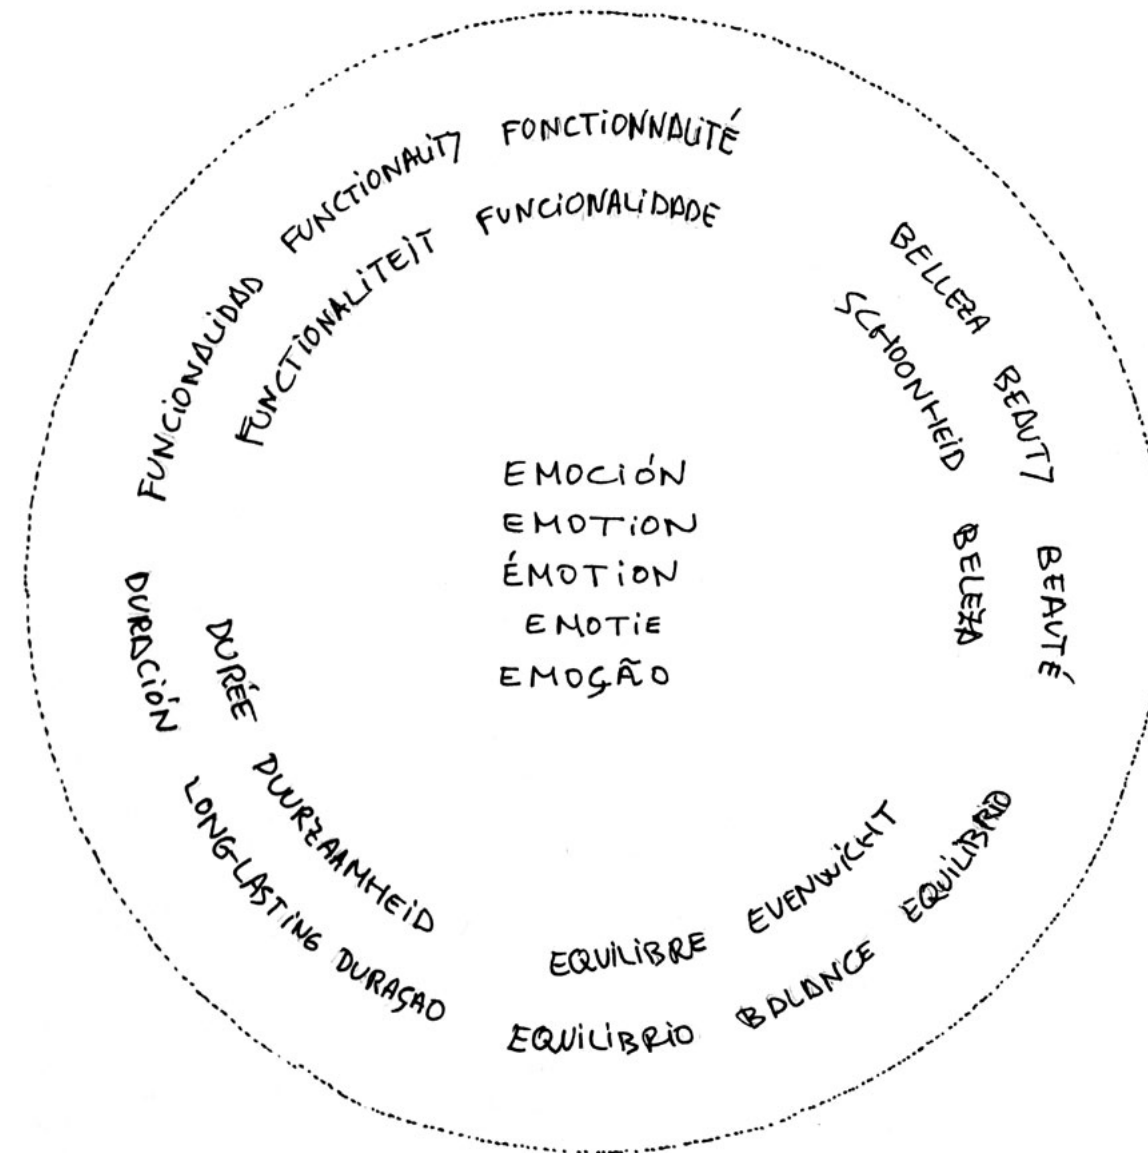 FUNCIONALIDAD FUNCTIONALITY FONCTIONNALITÉ
FUNCTIONALITEIT FUNCIONALIDADE
BELLEZA BEAUTY BEAUTÉ
SCHOONHEID BELEZA
EMOCIÓN
EMOTION
ÉMOTION
EMOTIE
EMOÇÃO
DURACIÓN LONG-LASTING DURAÇAO
DURÉE DUURZAAMHEID
EQUILIBRE EVENWICHT
EQUILIBRIO BALANCE EQUILIBRIO